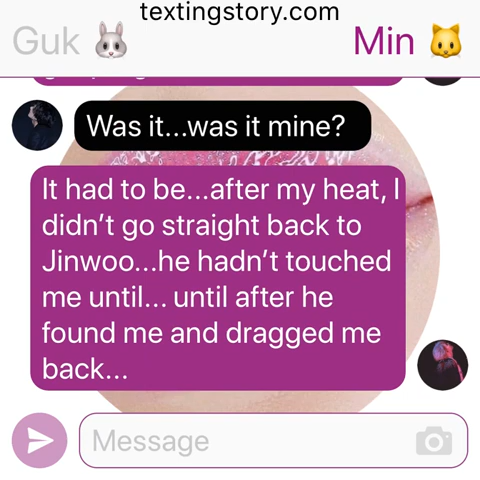 textingstory.com
Guk 🐰 Min 🐱
Was it...was it mine?
It had to be...after my heat, I
didn't go straight back to
Jinwoo...he hadn't touched
me until... until after he
found me and dragged me
back...
Message